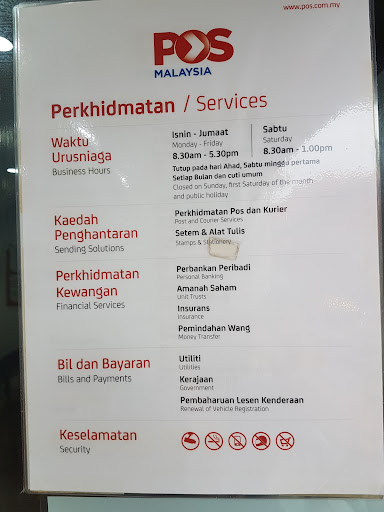 www.pos.com.my
POS
MALAYSIA
Perkhidmatan / Services
Waktu
Urusniaga
Business Hours
Isnin - Jumaat
Monday - Friday
8.30am - 5.30pm
Sabtu
Saturday
8.30am - 1.00pm
Tutup pada hari Ahad, Sabtu minggu pertama
Setiap Bulan dan cuti umum
Closed on Sunday, first Saturday of the month
and public holiday
Kaedah
Penghantaran
Sending Solutions
Perkhidmatan Pos dan Kurier
Post and Courier Services
Setem & Alat Tulis
Stamps & Stationery
Perkhidmatan
Kewangan
Financial Services
Perbankan Peribadi
Personal Banking
Amanah Saham
Unit Trusts
Insurans
Insurance
Pemindahan Wang
Money Transfer
Bil dan Bayaran
Bills and Payments
Utiliti
Utilities
Kerajaan
Government
Pembaharuan Lesen Kenderaan
Renewal of Vehicle Registration
Keselamatan
Security